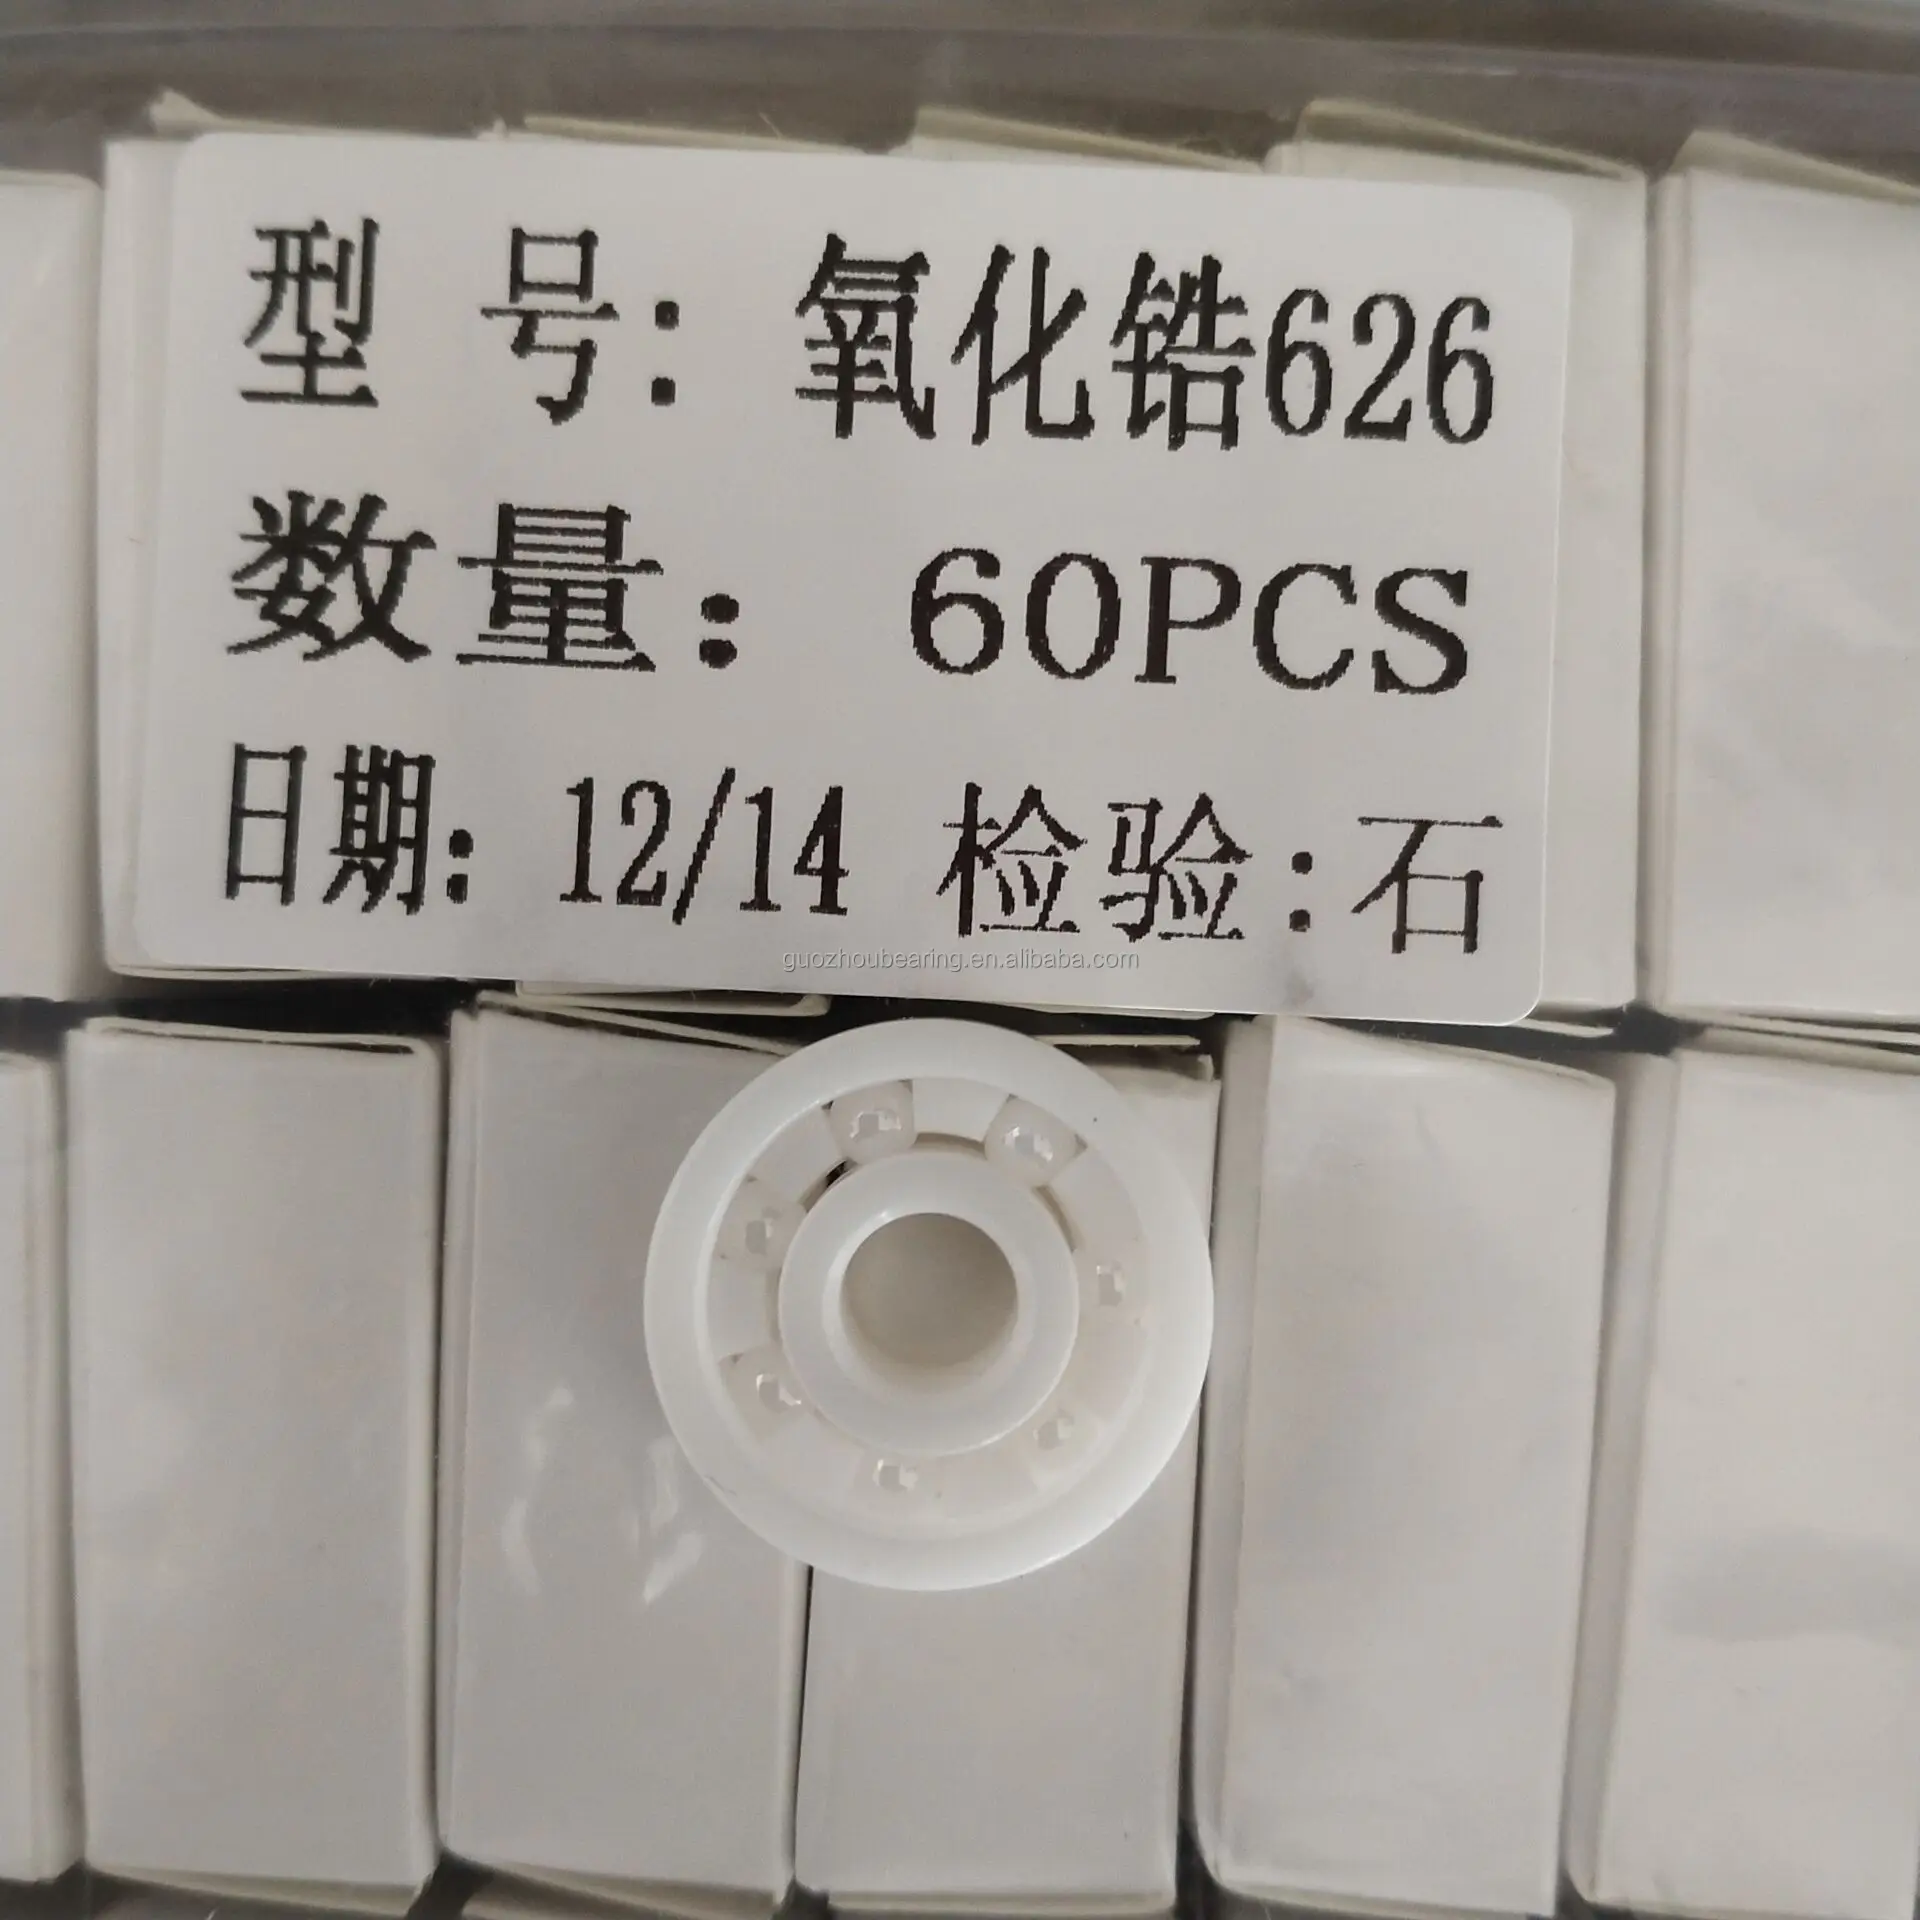 型 号: 氧化锆626
数量: 60PCS
日期: 12/14 检验:石
guozhoubearing.en.alibaba.com